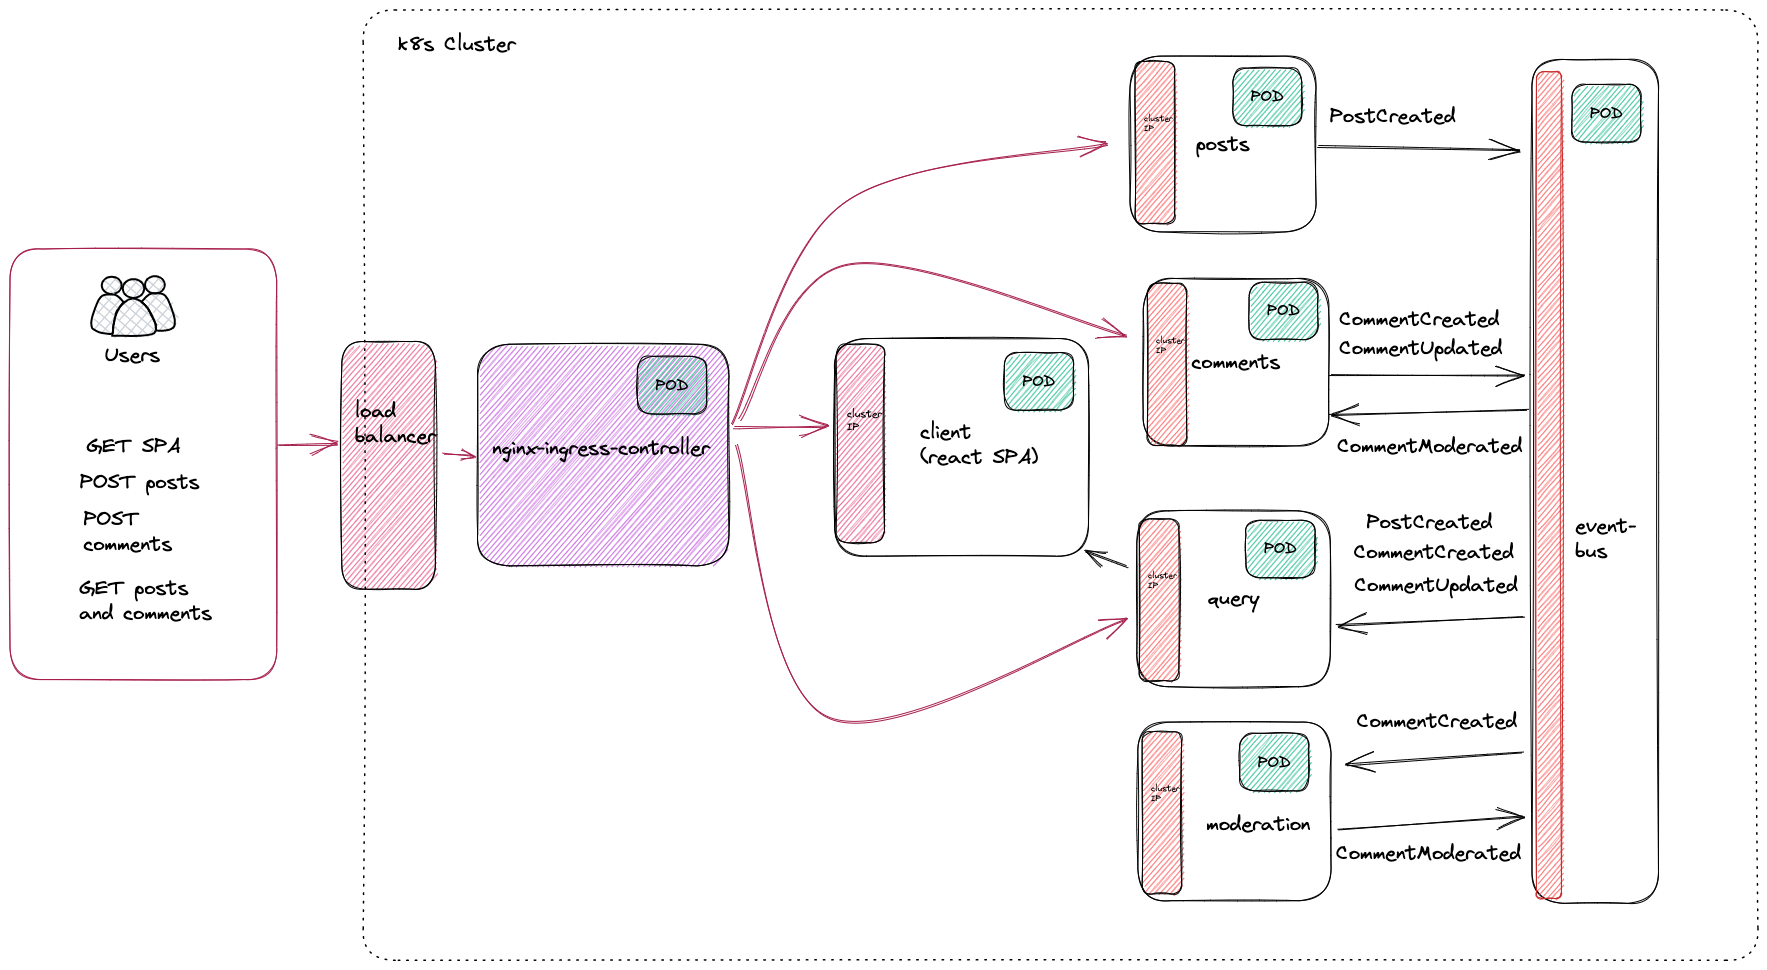 k8s Cluster
Users
GET SPA
POST posts
POST
comments
GET posts
and comments
load
balancer
POD
nginx-ingress-controller
cluster
IP
POD
client
(react SPA)
cluster
IP
POD
posts
PostCreated
cluster
IP
POD
comments
CommentCreated
CommentUpdated
CommentModerated
cluster
IP
POD
query
PostCreated
CommentCreated
CommentUpdated
cluster
IP
POD
moderation
CommentCreated
CommentModerated
POD
event-
bus